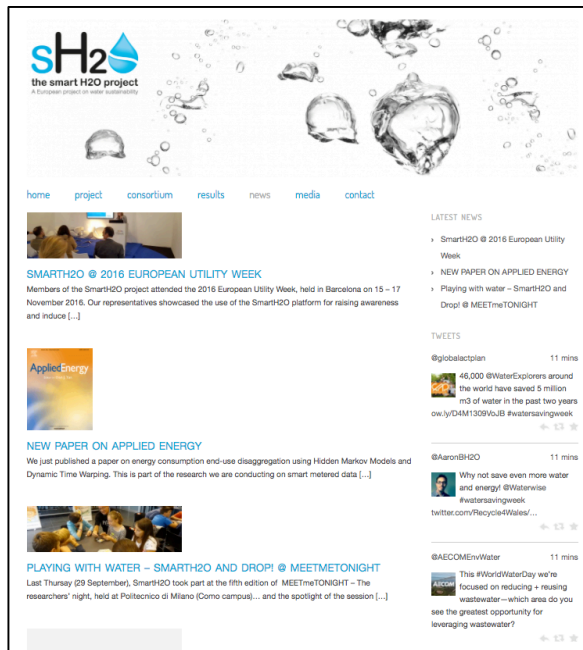 sH2O
the smart H2O project
A European project on water sustainability
home project consortium results news media contact
SMARTH2O @ 2016 EUROPEAN UTILITY WEEK
Members of the SmartH2O project attended the 2016 European Utility Week, held in Barcelona on 15 – 17
November 2016. Our representatives showcased the use of the SmartH2O platform for raising awareness
and induce […]
AppliedEnergy
NEW PAPER ON APPLIED ENERGY
We just published a paper on energy consumption end-use disaggregation using Hidden Markov Models and
Dynamic Time Warping. This is part of the research we are conducting on smart metered data […]
PLAYING WITH WATER – SMARTH2O AND DROP! @ MEETMETONIGHT
Last Thursay (29 September), SmartH2O took part at the fifth edition of MEETmeTONIGHT – The
researchers' night, held at Politecnico di Milano (Como campus)… and the spotlight of the session […]
LATEST NEWS
› SmartH2O @ 2016 European Utility
Week
› NEW PAPER ON APPLIED ENERGY
› Playing with water – SmartH2O and
Drop! @ MEETmeTONIGHT
TWEETS
@globalactplan 11 mins
46,000 @WaterExplorers around
the world have saved 5 million
m3 of water in the past two years
ow.ly/D4M1309VoJB #watersavingweek
@AaronBH2O 11 mins
Why not save even more water
and energy! @Waterwise
#watersavingweek
twitter.com/Recycle4Wales/…
@AECOMEnvWater 11 mins
AECOM
This #WorldWaterDay we're
focused on reducing + reusing
wastewater—which area do you
see the greatest opportunity for
leveraging wastewater?